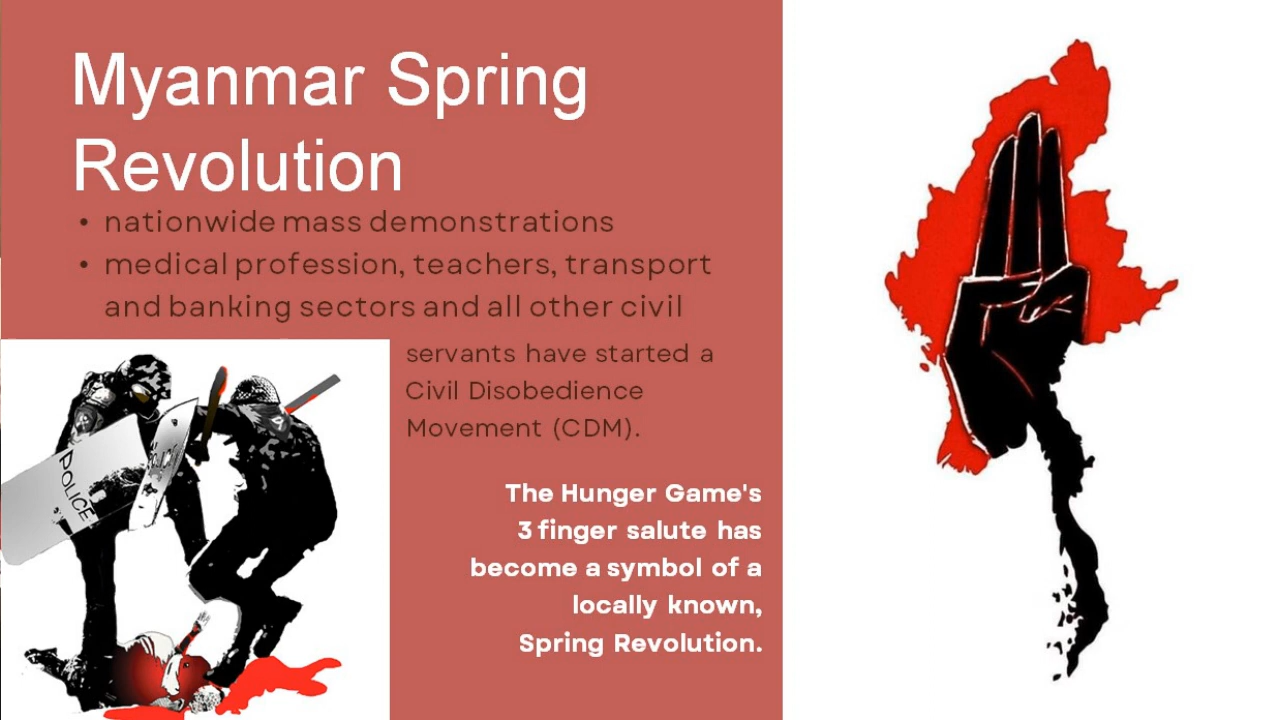 Myanmar Spring
Revolution
• nationwide mass demonstrations
• medical profession, teachers, transport
and banking sectors and all other civil
servants have started a
Civil Disobedience
Movement (CDM).
POLICE
The Hunger Game's
3 finger salute has
become a symbol of a
locally known,
Spring Revolution.